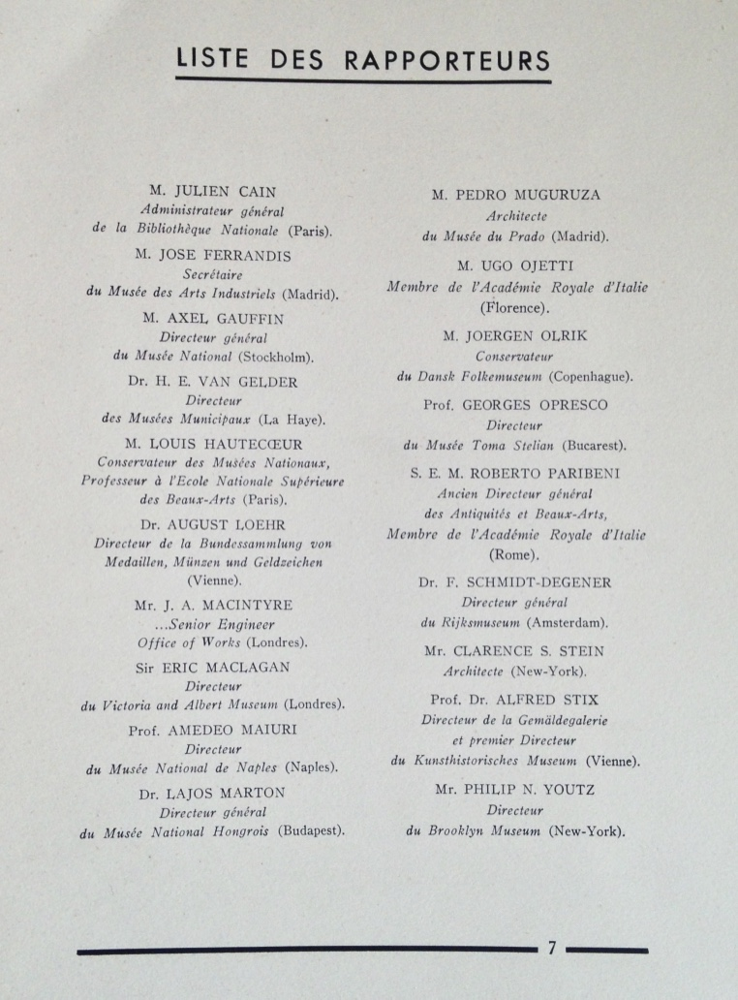 LISTE DES RAPPORTEURS
M. JULIEN CAIN
Administrateur général
de la Bibliothèque Nationale (Paris).
M. JOSE FERRANDIS
Secrétaire
du Musée des Arts Industriels (Madrid).
M. AXEL GAUFFIN
Directeur général
du Musée National (Stockholm).
Dr. H. E. VAN GELDER
Directeur
des Musées Municipaux (La Haye).
M. LOUIS HAUTECŒUR
Conservateur des Musées Nationaux,
Professeur à l'Ecole Nationale Supérieure
des Beaux-Arts (Paris).
Dr. AUGUST LOEHR
Directeur de la Bundessammlung von
Medaillen, Münzen und Geldzeichen
(Vienne).
Mr. J. A. MACINTYRE
...Senior Engineer
Office of Works (Londres).
Sir ERIC MACLAGAN
Directeur
du Victoria and Albert Museum (Londres).
Prof. AMEDEO MAIURI
Directeur
du Musée National de Naples (Naples).
Dr. LAJOS MARTON
Directeur général
du Musée National Hongrois (Budapest).
M. PEDRO MUGURUZA
Architecte
du Musée du Prado (Madrid).
M. UGO OJETTI
Membre de l'Académie Royale d'Italie
(Florence).
M. JOERGEN OLRIK
Conservateur
du Dansk Folkemuseum (Copenhague).
Prof. GEORGES OPRESCO
Directeur
du Musée Toma Stelian (Bucarest).
S. E. M. ROBERTO PARIBENI
Ancien Directeur général
des Antiquités et Beaux-Arts,
Membre de l'Académie Royale d'Italie
(Rome).
Dr. F. SCHMIDT-DEGENER
Directeur général
du Rijksmuseum (Amsterdam).
Mr. CLARENCE S. STEIN
Architecte (New-York).
Prof. Dr. ALFRED STIX
Directeur de la Gemäldegalerie
et premier Directeur
du Kunsthistorisches Museum (Vienne).
Mr. PHILIP N. YOUTZ
Directeur
du Brooklyn Museum (New-York).
7